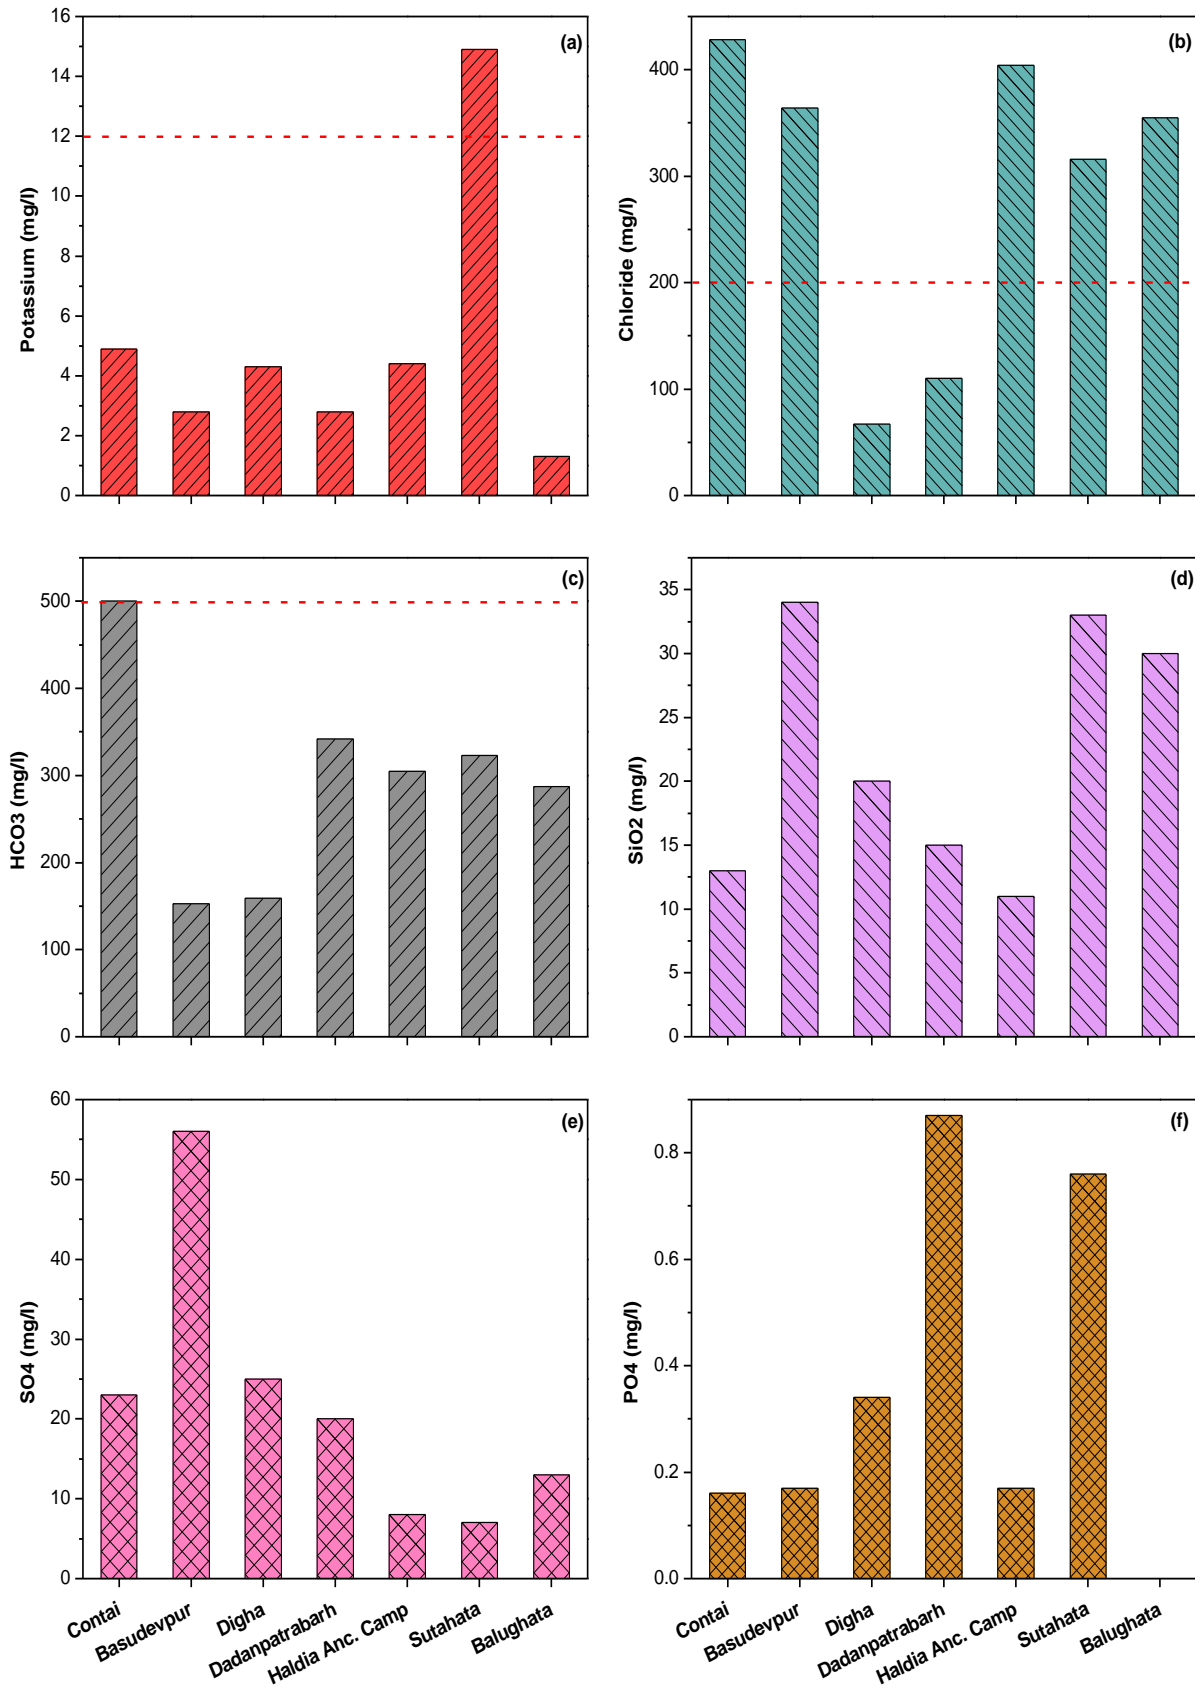 (a)
Potassium (mg/l)
16
14
12
10
8
6
4
2
0
(b)
Chloride (mg/l)
400
300
200
100
0
(c)
HCO3 (mg/l)
500
400
300
200
100
0
(d)
SiO2 (mg/l)
35
30
25
20
15
10
5
0
(e)
SO4 (mg/l)
60
50
40
30
20
10
0
Contai
Basudevpur
Digha
Dadanpatrabarh
Haldia Anc. Camp
Sutahata
Balughata
(f)
PO4 (mg/l)
0.8
0.6
0.4
0.2
0.0
Contai
Basudevpur
Digha
Dadanpatrabarh
Haldia Anc. Camp
Sutahata
Balughata